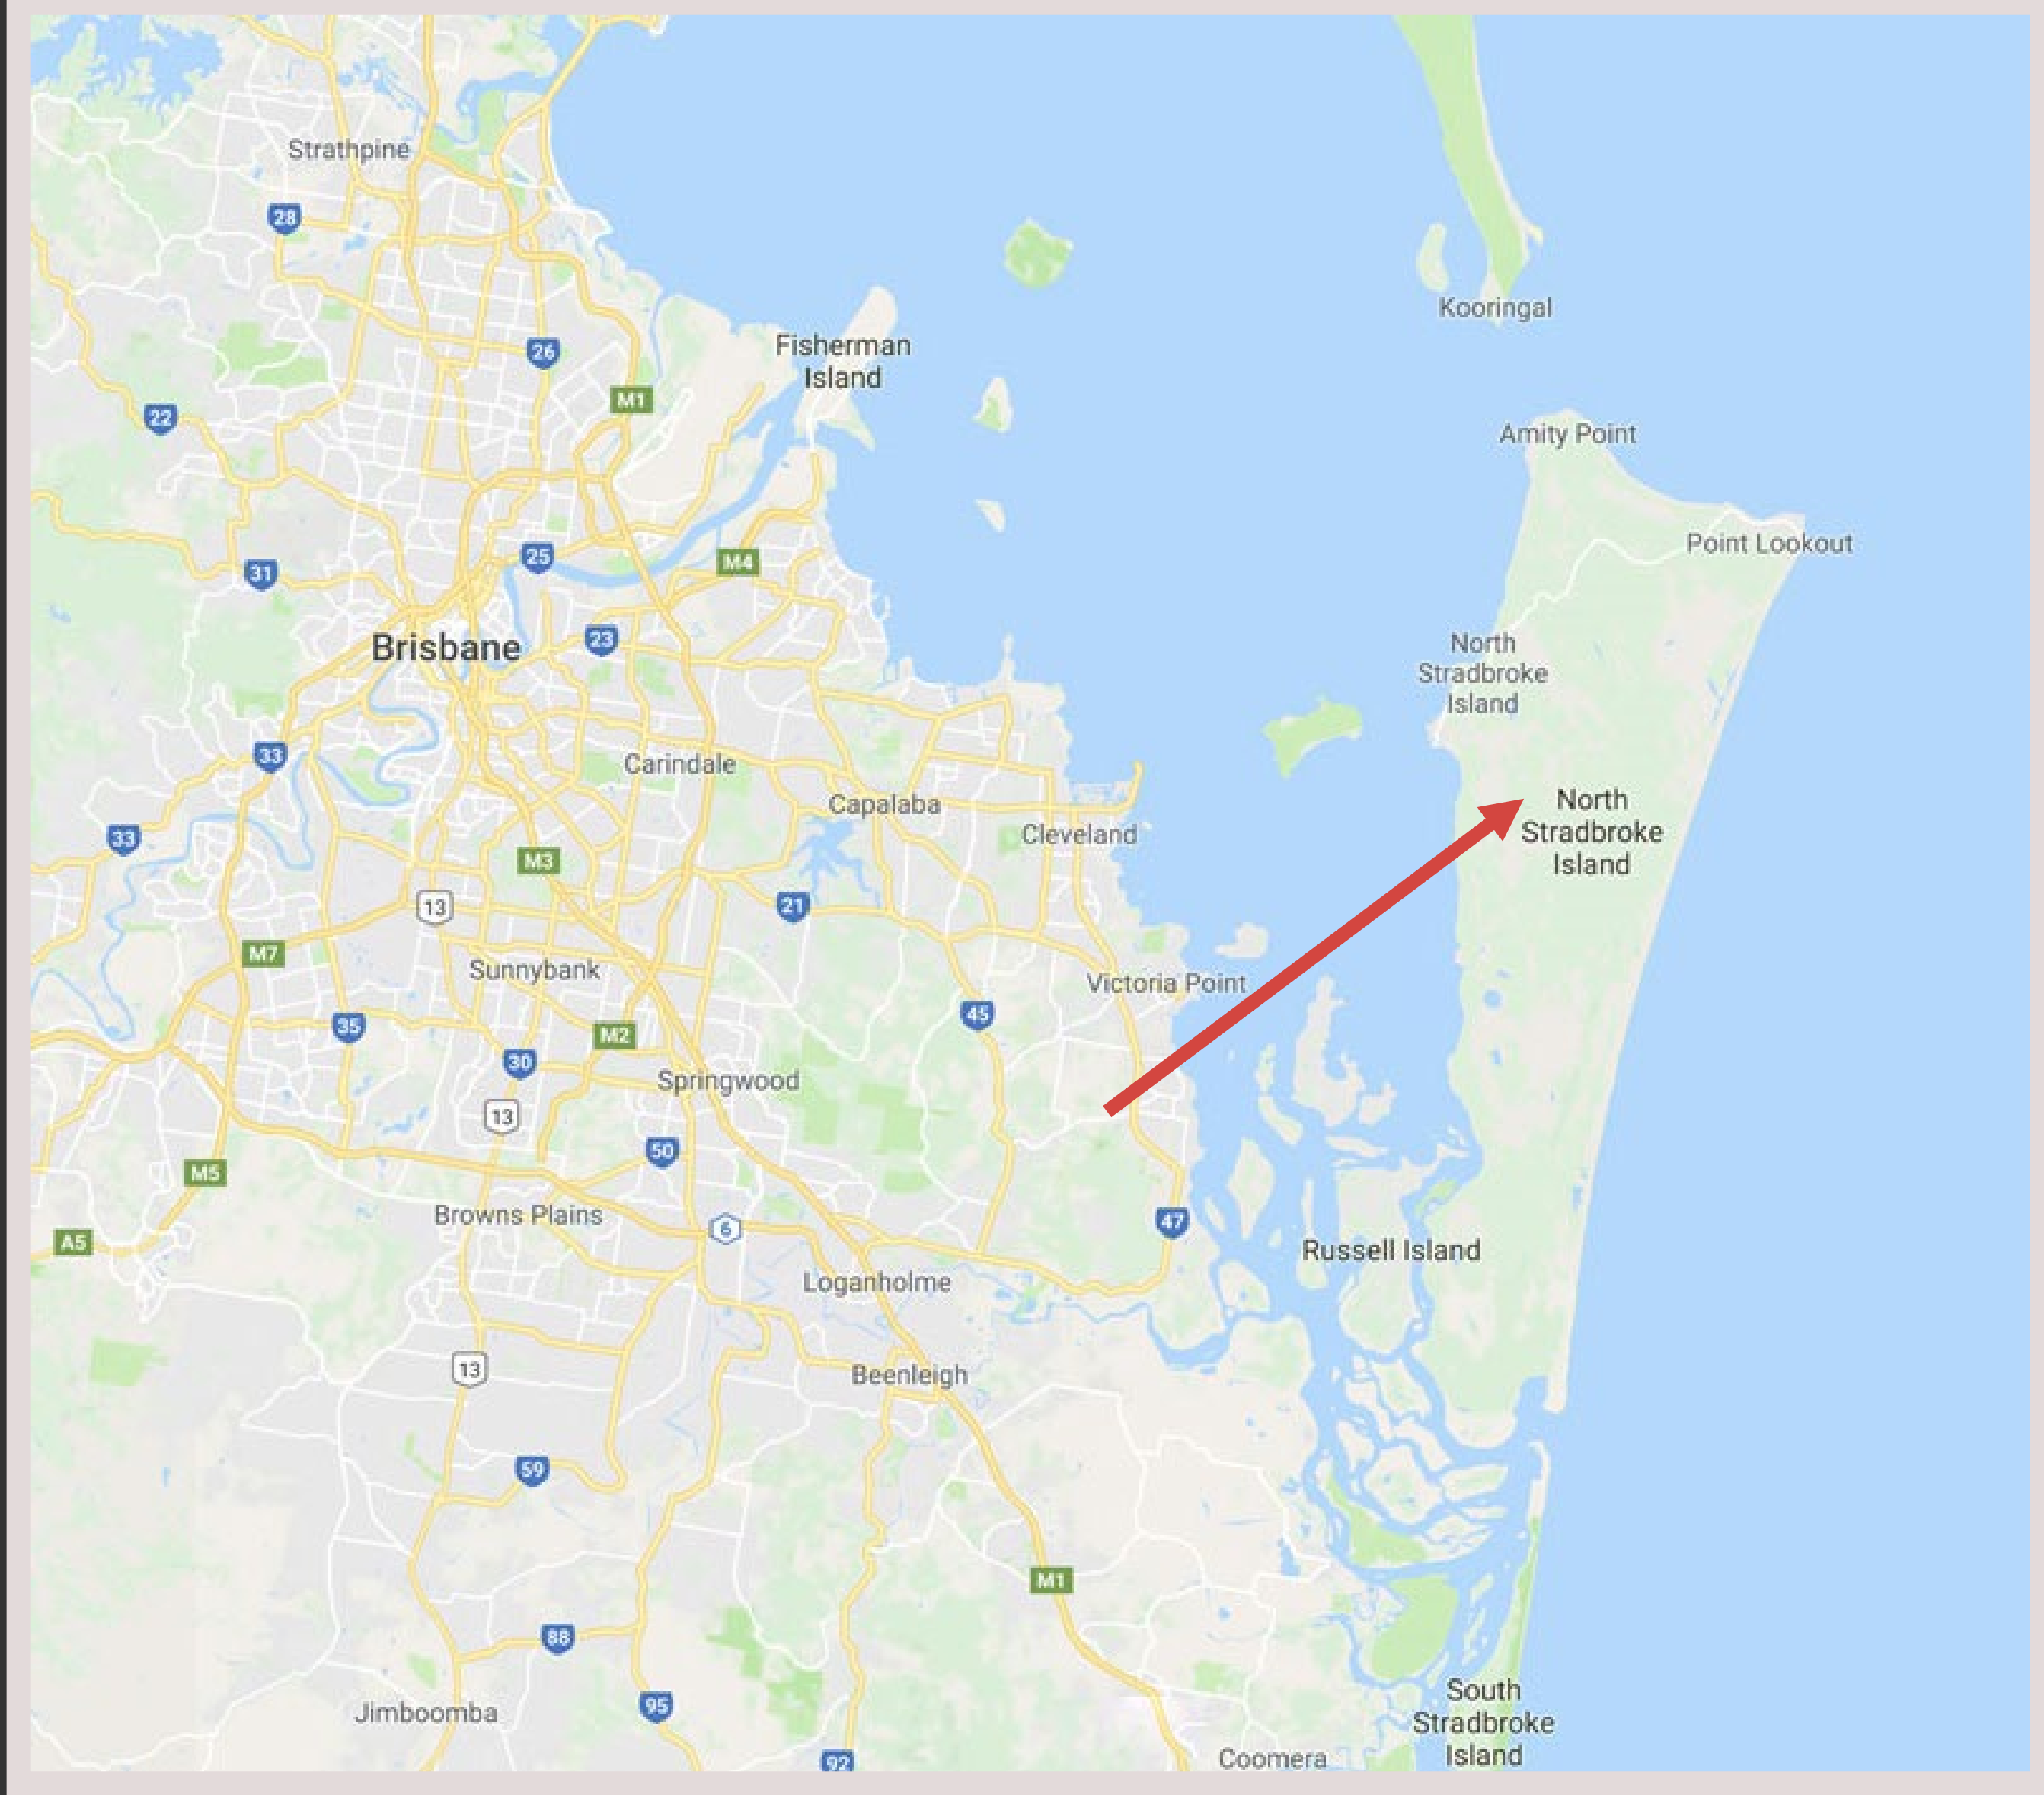 Strathpine
28
Kooringal
Fisherman
Island
26
M1
22
Amity Point
Point Lookout
25
M4
31
Brisbane
23
North
Stradbroke
Island
33
Carindale
Capalaba
North
Stradbroke
Island
33
Cleveland
M3
13
21
M7
Sunnybank
Victoria Point
45
35
M2
30
Springwood
13
50
M5
Browns Plains
47
6
A5
Russell Island
Loganholme
13
Beenleigh
59
M1
88
South
Stradbroke
Island
95
Jimboomba
92
Coomera